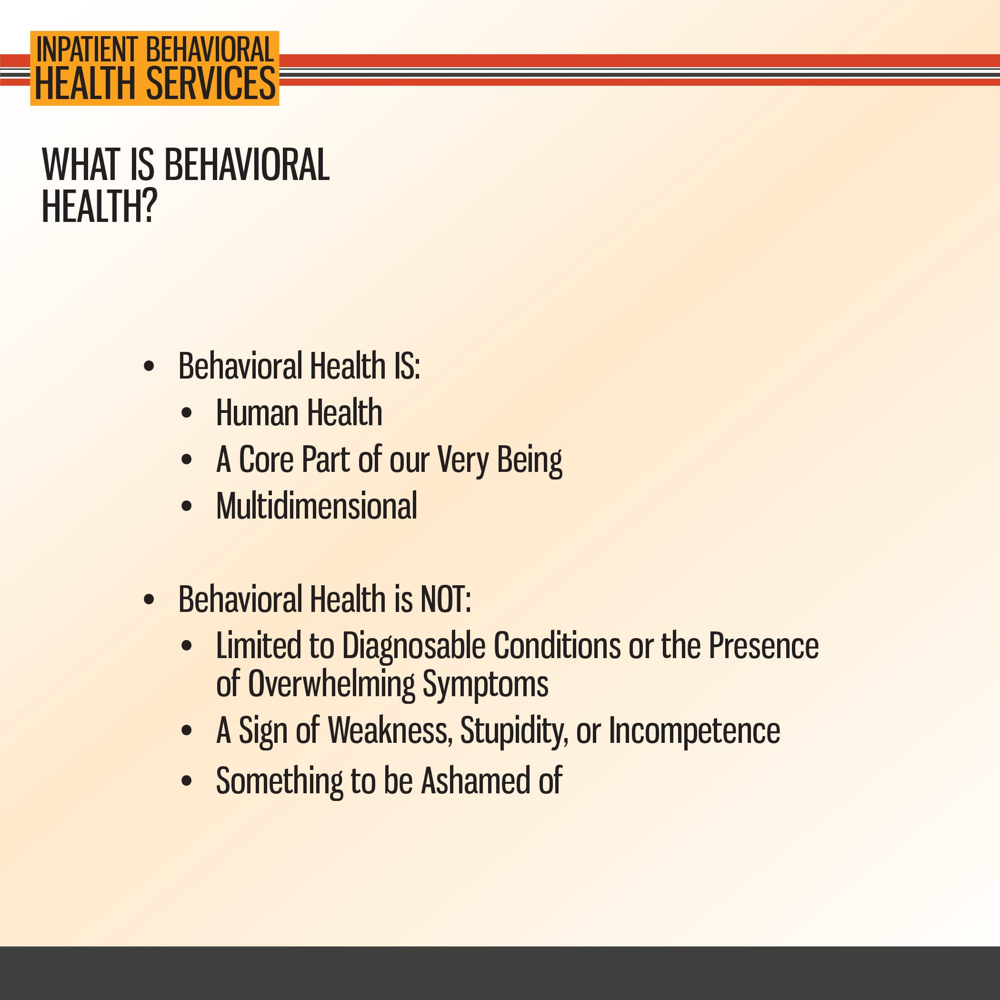 INPATIENT BEHAVIORAL
HEALTH SERVICES
WHAT IS BEHAVIORAL
HEALTH?
• Behavioral Health IS:
• Human Health
• A Core Part of our Very Being
• Multidimensional
• Behavioral Health is NOT:
• Limited to Diagnosable Conditions or the Presence
of Overwhelming Symptoms
• A Sign of Weakness, Stupidity, or Incompetence
• Something to be Ashamed of